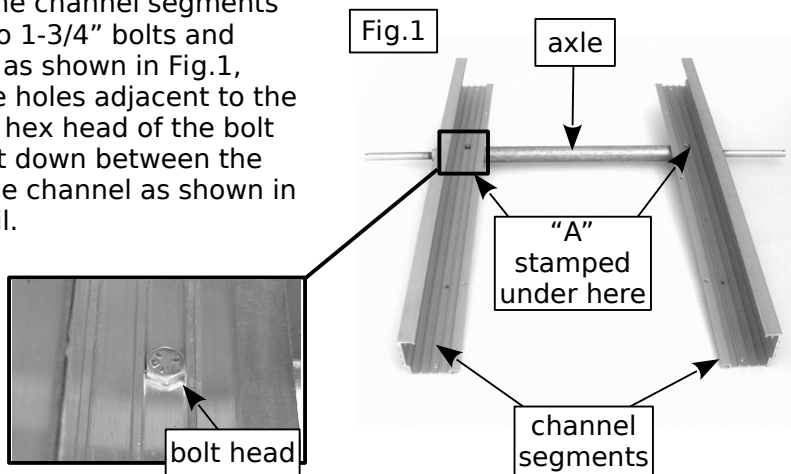 ne channel segments
o 1-3/4” bolts and
as shown in Fig.1,
e holes adjacent to the
hex head of the bolt
t down between the
e channel as shown in
il.
Fig.1
axle
“A”
stamped
under here
bolt head
channel
segments